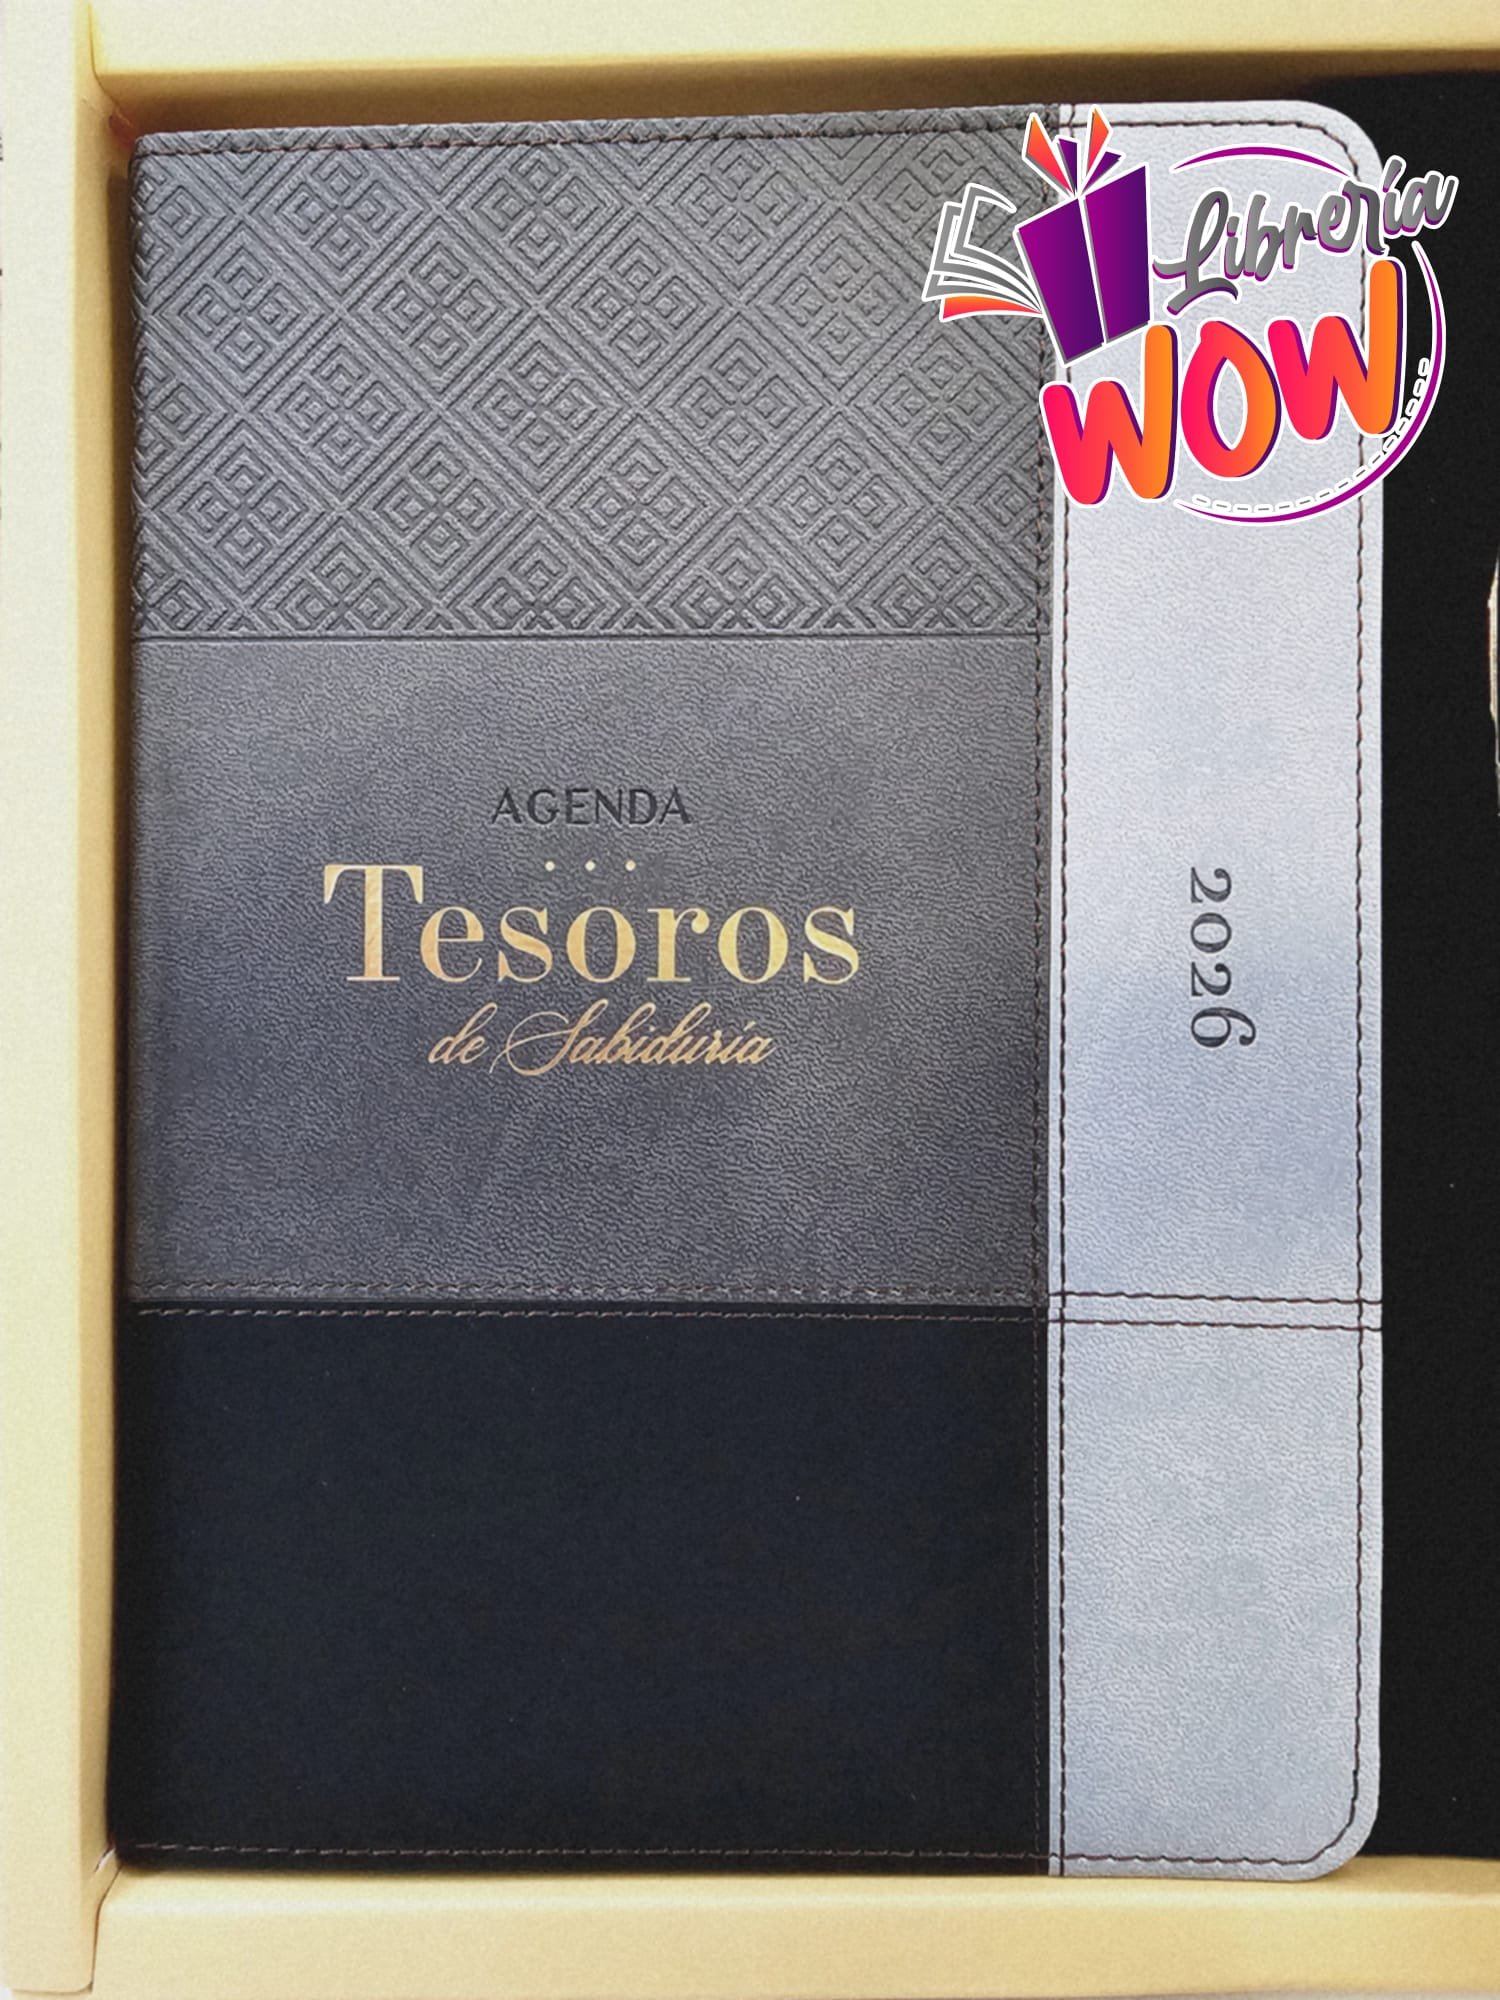 Librería
WOW
AGENDA
Tesoros
de Sabiduría
2026